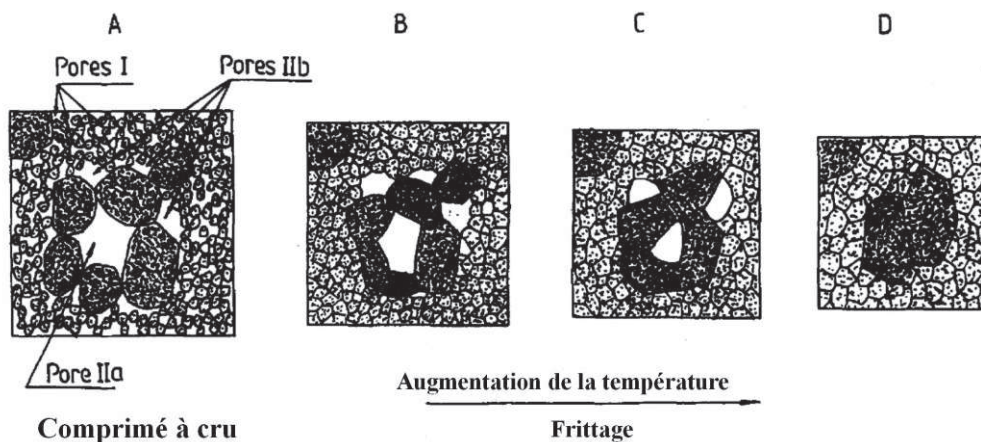 A B C D
Pores I Pores IIb
Pore IIa
Augmentation de la température
Comprimé à cru
Frittage